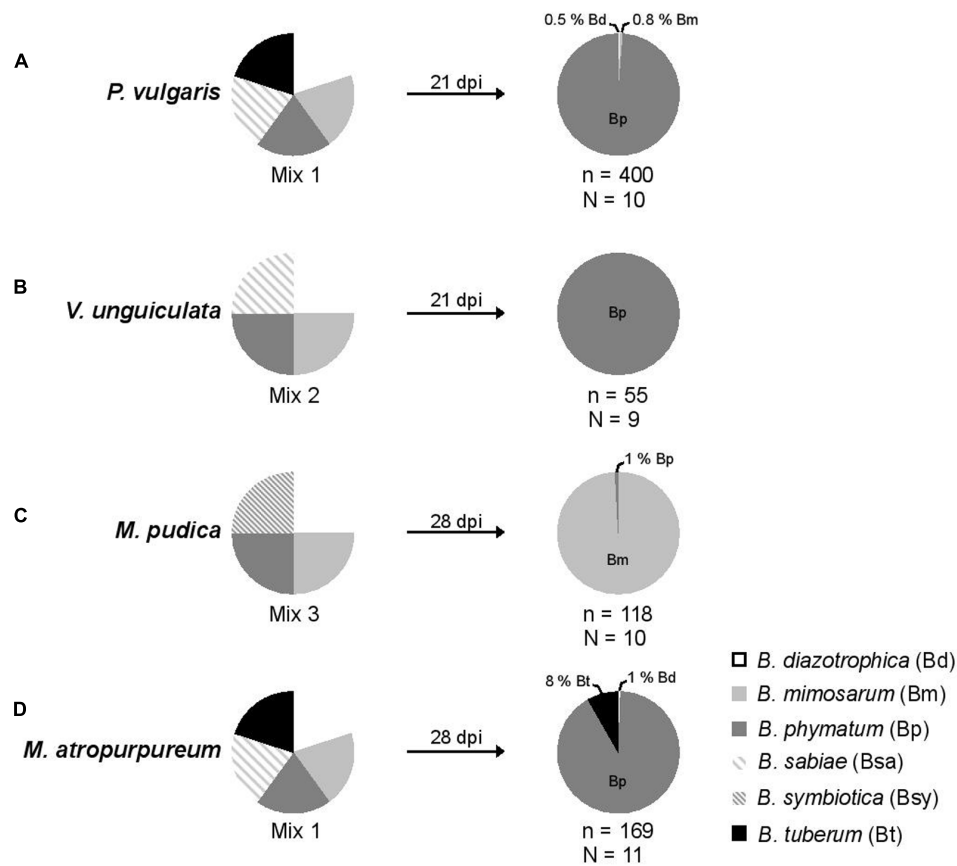 A
P. vulgaris
Mix 1
21 dpi
0.5 % Bd
0.8 % Bm
Bp
n = 400
N = 10
B
V. unguiculata
Mix 2
21 dpi
Bp
n = 55
N = 9
C
M. pudica
Mix 3
28 dpi
1 % Bp
Bm
n = 118
N = 10
D
M. atropurpureum
Mix 1
28 dpi
8 % Bt
1 % Bd
Bp
n = 169
N = 11
B. diazotrophica (Bd)
B. mimosarum (Bm)
B. phymatum (Bp)
B. sabiae (Bsa)
B. symbiotica (Bsy)
B. tuberum (Bt)